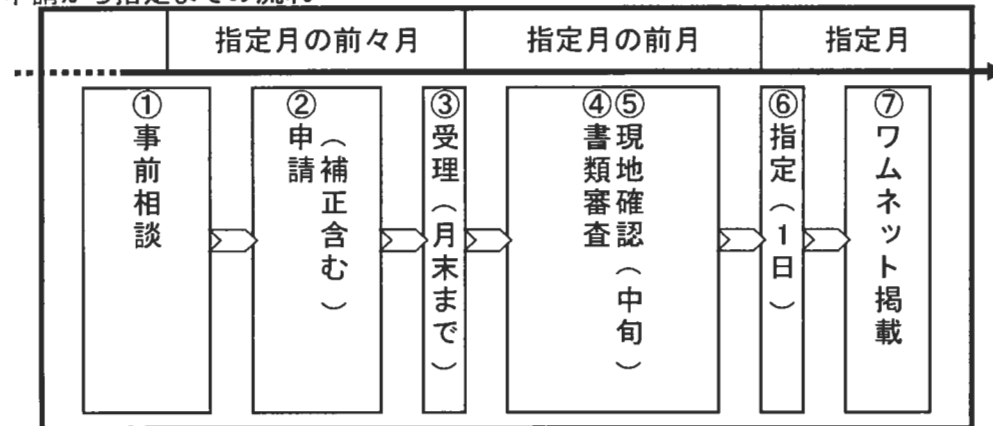 申請から指定までの流れ
指定月の前々月
指定月の前月
指定月
①事前相談
②申請
（補正含む）
③受理（月末まで）
⑤現地確認（中旬）
④書類審査
⑥指定（1日）
⑦ワムネット掲載